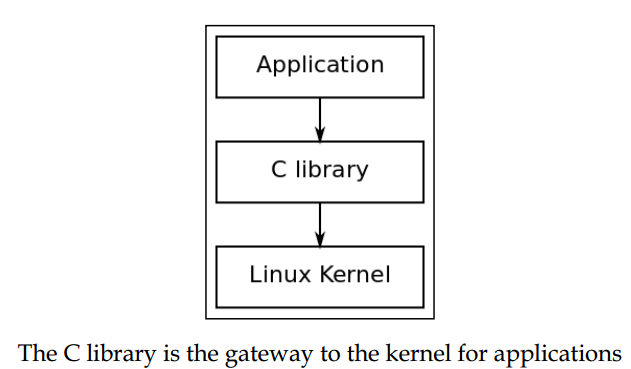 Application
C library
Linux Kernel
The C library is the gateway to the kernel for applications